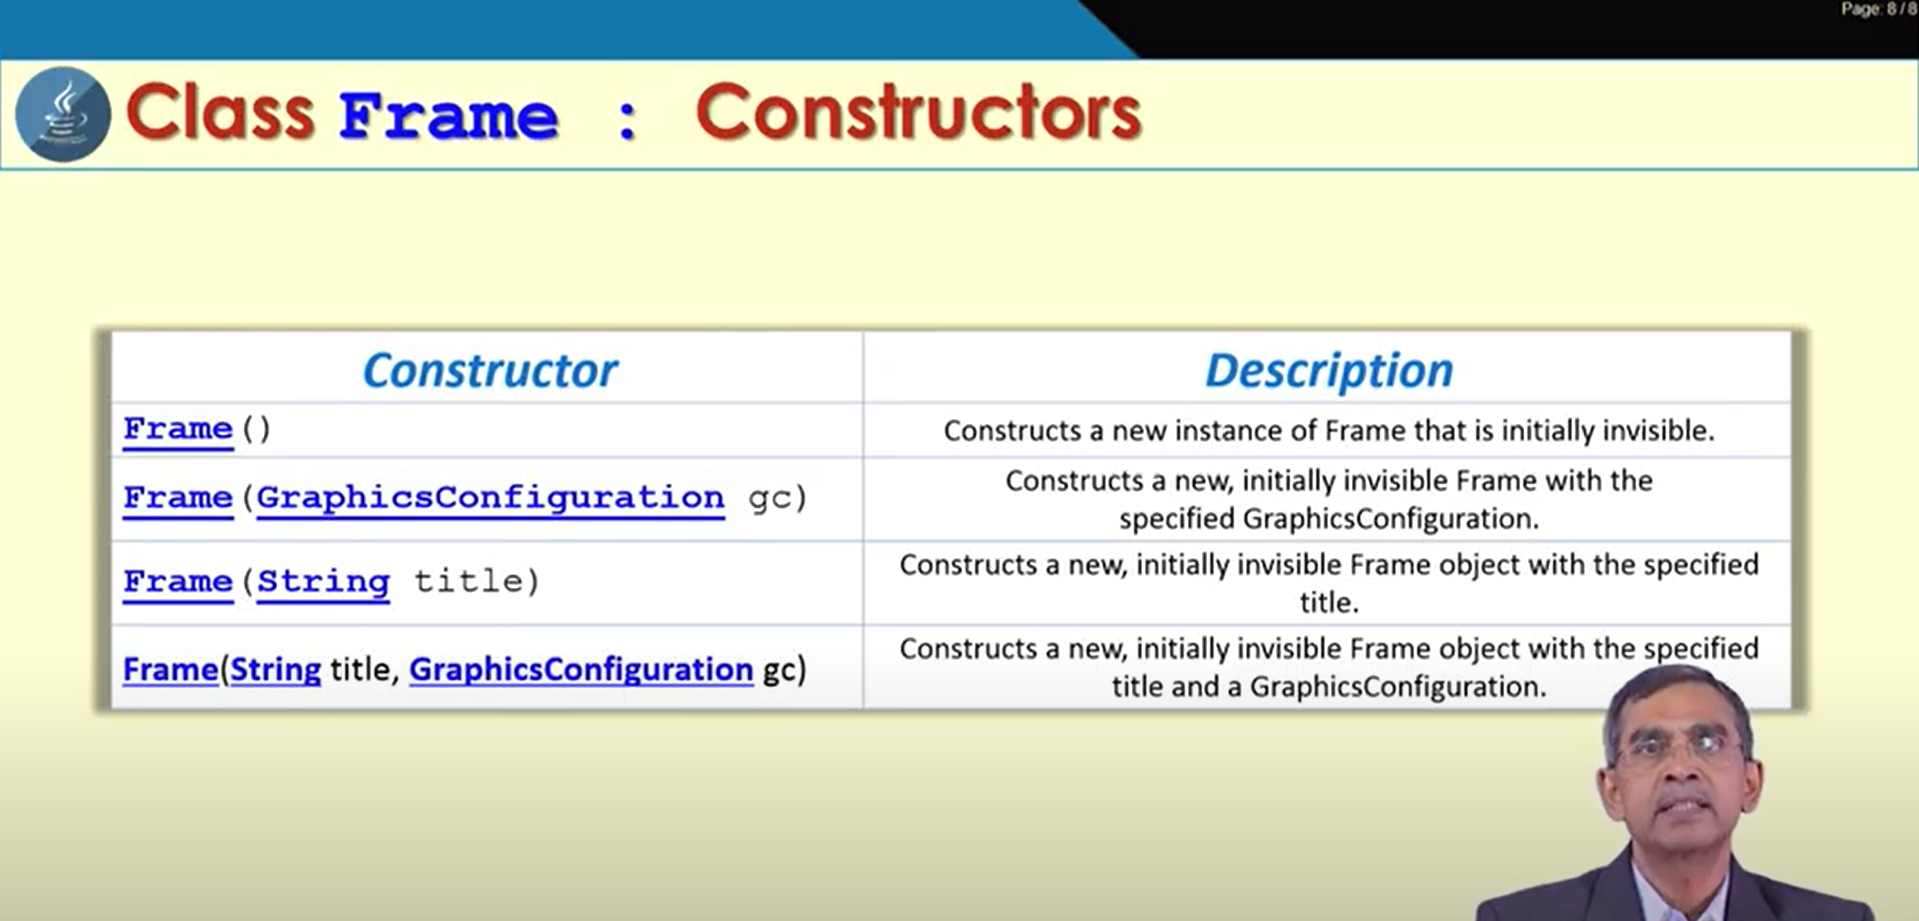 Page: 8 / 8
Class Frame : Constructors
Constructor Description
Frame() Constructs a new instance of Frame that is initially invisible.
Frame(GraphicsConfiguration gc) Constructs a new, initially invisible Frame with the
specified GraphicsConfiguration.
Frame(String title) Constructs a new, initially invisible Frame object with the specified
title.
Frame(String title, GraphicsConfiguration gc) Constructs a new, initially invisible Frame object with the specified
title and a GraphicsConfiguration.